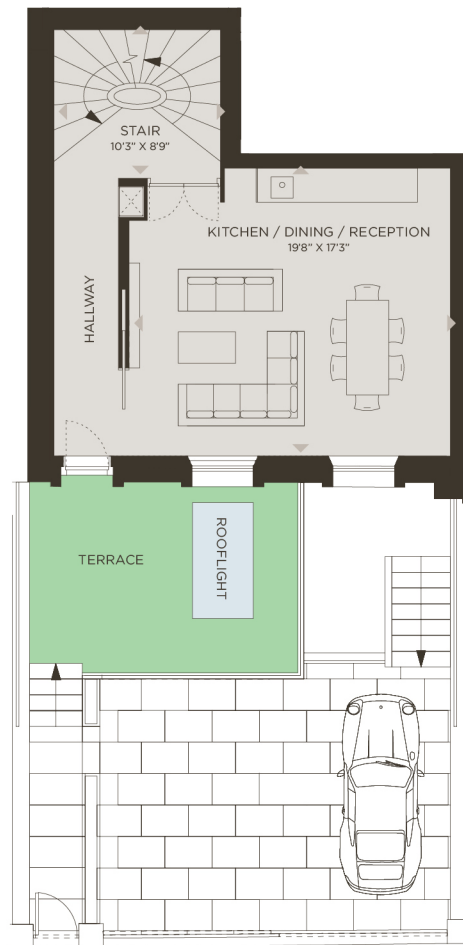 STAIR
10'3" X 8'9"
KITCHEN / DINING / RECEPTION
19'8" X 17'3"
HALLWAY
TERRACE
ROOFLIGHT